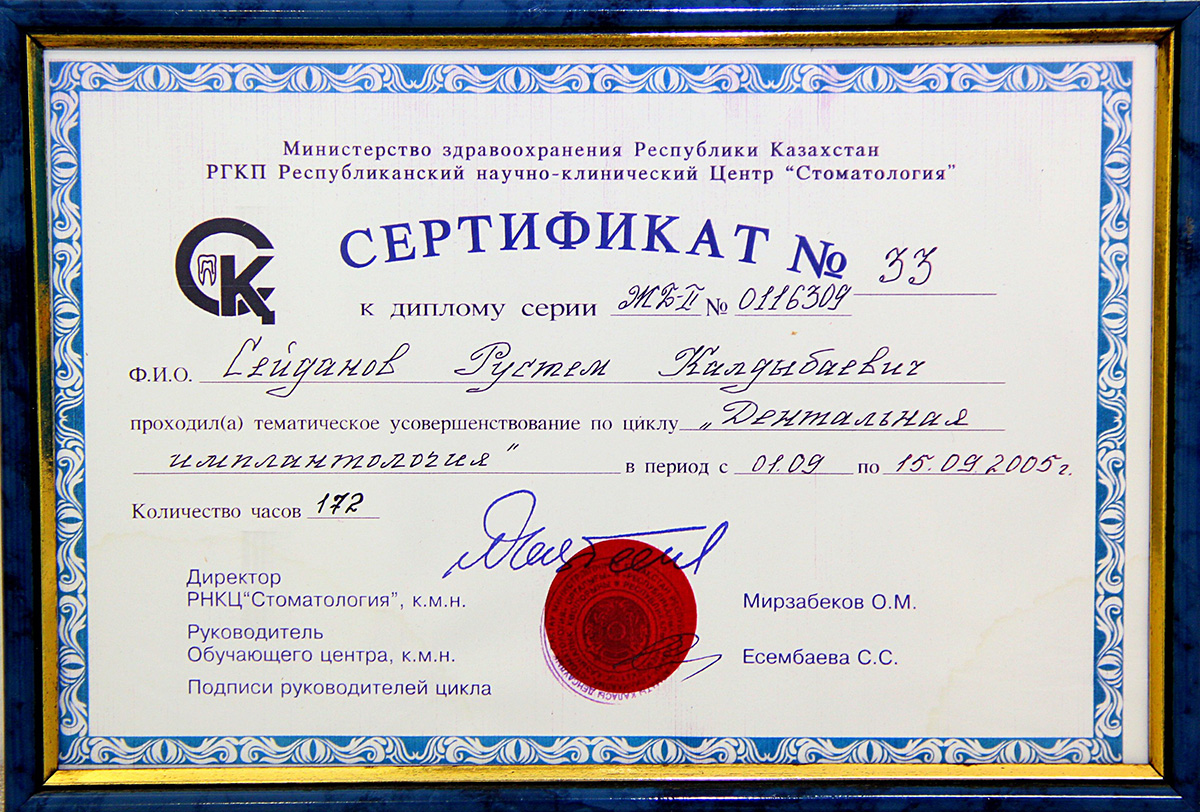 Министерство здравоохранения Республики Казахстан
РГКП Республиканский научно-клинический Центр “Стоматология”
СЕРТИФИКАТ № 33
СК
к диплому серии ЖБ-II № 0116309
Ф.И.О. Сейданов Рустем Калдыбаевич
проходил(а) тематическое усовершенствование по циклу „Дентальная
имплантология" в период с 01.09 по 15.09.2005г.
Количество часов 172
Директор
РНКЦ“Стоматология”, к.м.н. Мирзабеков О.М.
Руководитель
Обучающего центра, к.м.н. Есембаева С.С.
Подписи руководителей цикла